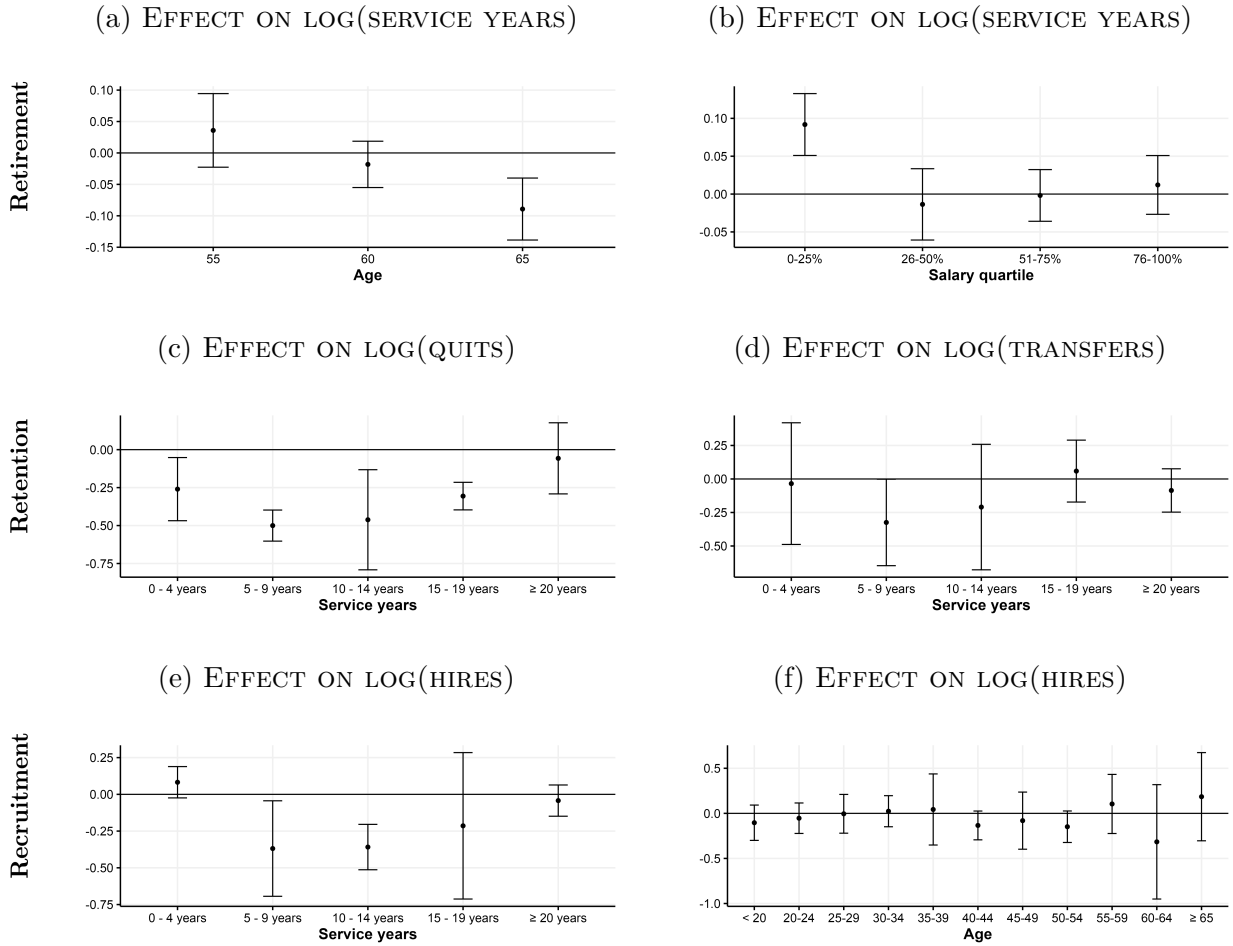 (a) EFFECT ON LOG(SERVICE YEARS)
(b) EFFECT ON LOG(SERVICE YEARS)
Retirement
0.10
0.05
0.00
-0.05
-0.10
-0.15
55
60
65
Age
0.10
0.05
0.00
-0.05
0-25%
26-50%
51-75%
76-100%
Salary quartile
(c) EFFECT ON LOG(QUITS)
(d) EFFECT ON LOG(TRANSFERS)
Retention
0.00
-0.25
-0.50
-0.75
0 - 4 years
5 - 9 years
10 - 14 years
15 - 19 years
≥ 20 years
Service years
0.25
0.00
-0.25
-0.50
0 - 4 years
5 - 9 years
10 - 14 years
15 - 19 years
≥ 20 years
Service years
(e) EFFECT ON LOG(HIRES)
(f) EFFECT ON LOG(HIRES)
Recruitment
0.25
0.00
-0.25
-0.50
-0.75
0 - 4 years
5 - 9 years
10 - 14 years
15 - 19 years
≥ 20 years
Service years
0.5
0.0
-0.5
-1.0
< 20
20-24
25-29
30-34
35-39
40-44
45-49
50-54
55-59
60-64
≥ 65
Age